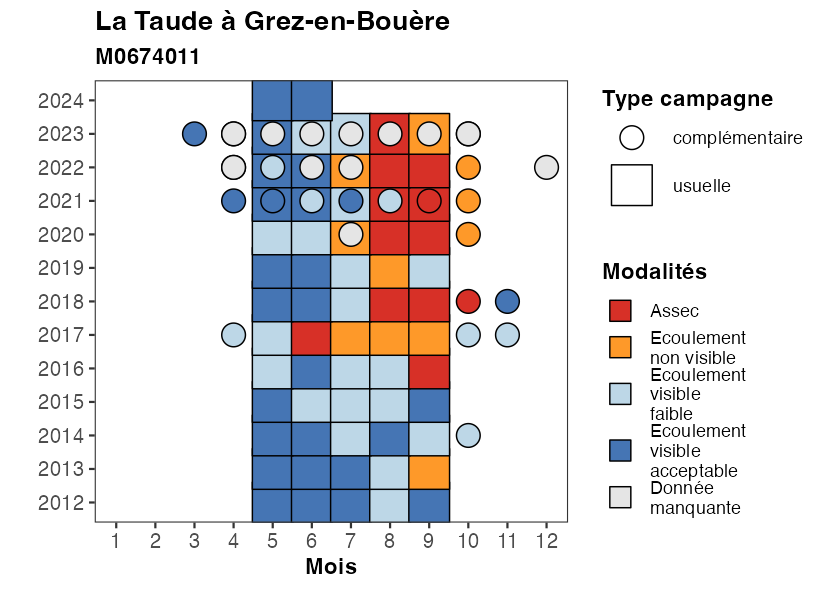 La Taude à Grez-en-Bouère
M0674011
2024
2023
2022
2021
2020
2019
2018
2017
2016
2015
2014
2013
2012
1 2 3 4 5 6 7 8 9 10 11 12
Mois
Type campagne
complémentaire
usuelle
Modalités
Assec
Ecoulement
non visible
Ecoulement
visible
faible
Ecoulement
visible
acceptable
Donnée
manquante